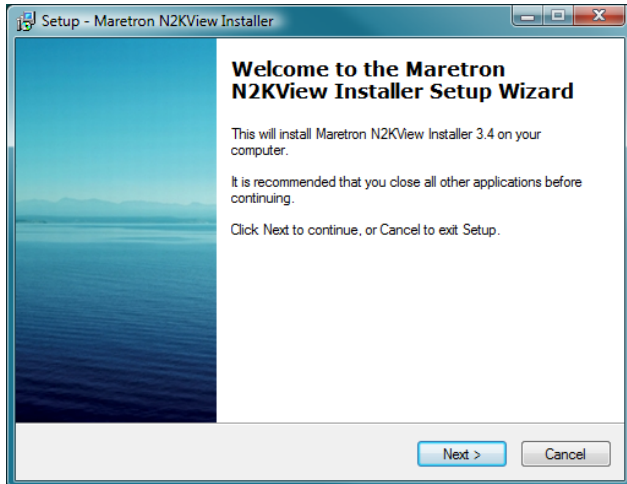 Setup - Maretron N2KView Installer
Welcome to the Maretron
N2KView Installer Setup Wizard
This will install Maretron N2KView Installer 3.4 on your
computer.
It is recommended that you close all other applications before
continuing.
Click Next to continue, or Cancel to exit Setup.
Next >
Cancel